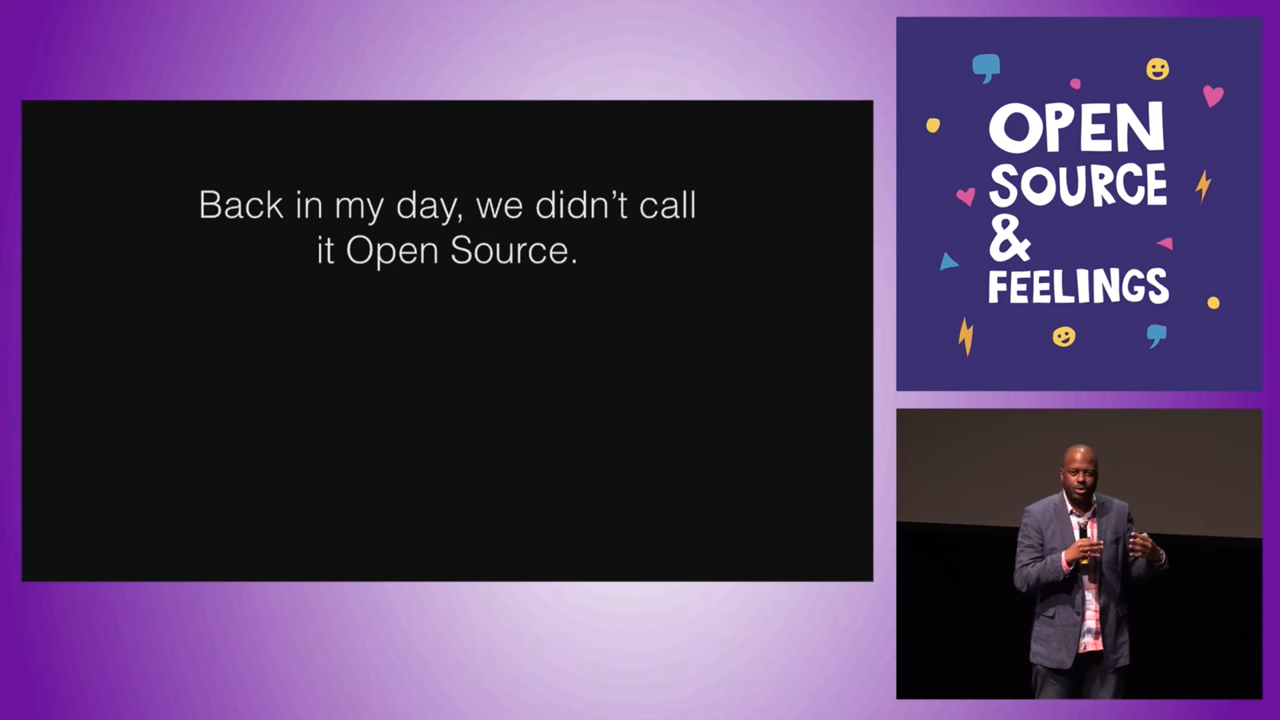 Back in my day, we didn’t call
it Open Source.
OPEN
SOURCE
&
FEELINGS